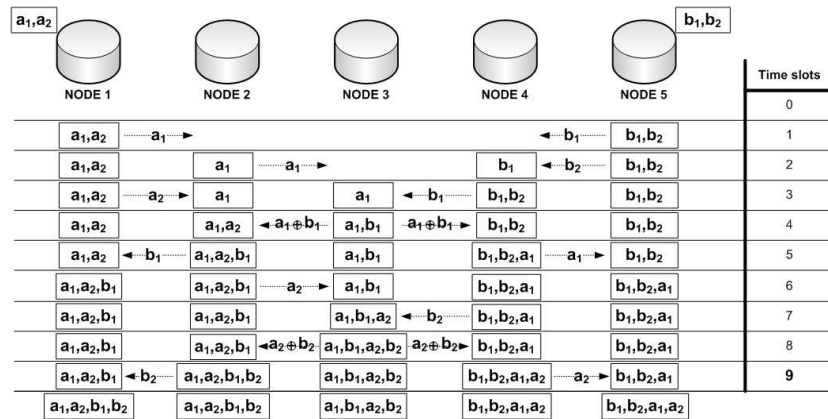 a₁,a₂ b₁,b₂
NODE 1 NODE 2 NODE 3 NODE 4 NODE 5 Time slots
0
a₁,a₂ a₁ b₁ b₁,b₂ 1
a₁,a₂ a₁ a₁ b₁ b₂ b₁,b₂ 2
a₁,a₂ a₂ a₁ a₁ b₁ b₁,b₂ b₁,b₂ 3
a₁,a₂ a₁,a₂ a₁⊕b₁ a₁,b₁ a₁⊕b₁ b₁,b₂ b₁,b₂ 4
a₁,a₂ b₁ a₁,a₂,b₁ a₁,b₁ b₁,b₂,a₁ a₁ b₁,b₂ 5
a₁,a₂,b₁ a₁,a₂,b₁ a₂ a₁,b₁ b₁,b₂,a₁ b₁,b₂,a₁ 6
a₁,a₂,b₁ a₁,a₂,b₁ a₁,b₁,a₂ b₂ b₁,b₂,a₁ b₁,b₂,a₁ 7
a₁,a₂,b₁ a₁,a₂,b₁ a₂⊕b₂ a₁,b₁,a₂,b₂ a₂⊕b₂ b₁,b₂,a₁ b₁,b₂,a₁ 8
a₁,a₂,b₁ b₂ a₁,a₂,b₁,b₂ a₁,b₁,a₂,b₂ b₁,b₂,a₁,a₂ a₂ b₁,b₂,a₁ 9
a₁,a₂,b₁,b₂ a₁,a₂,b₁,b₂ a₁,b₁,a₂,b₂ b₁,b₂,a₁,a₂ b₁,b₂,a₁,a₂